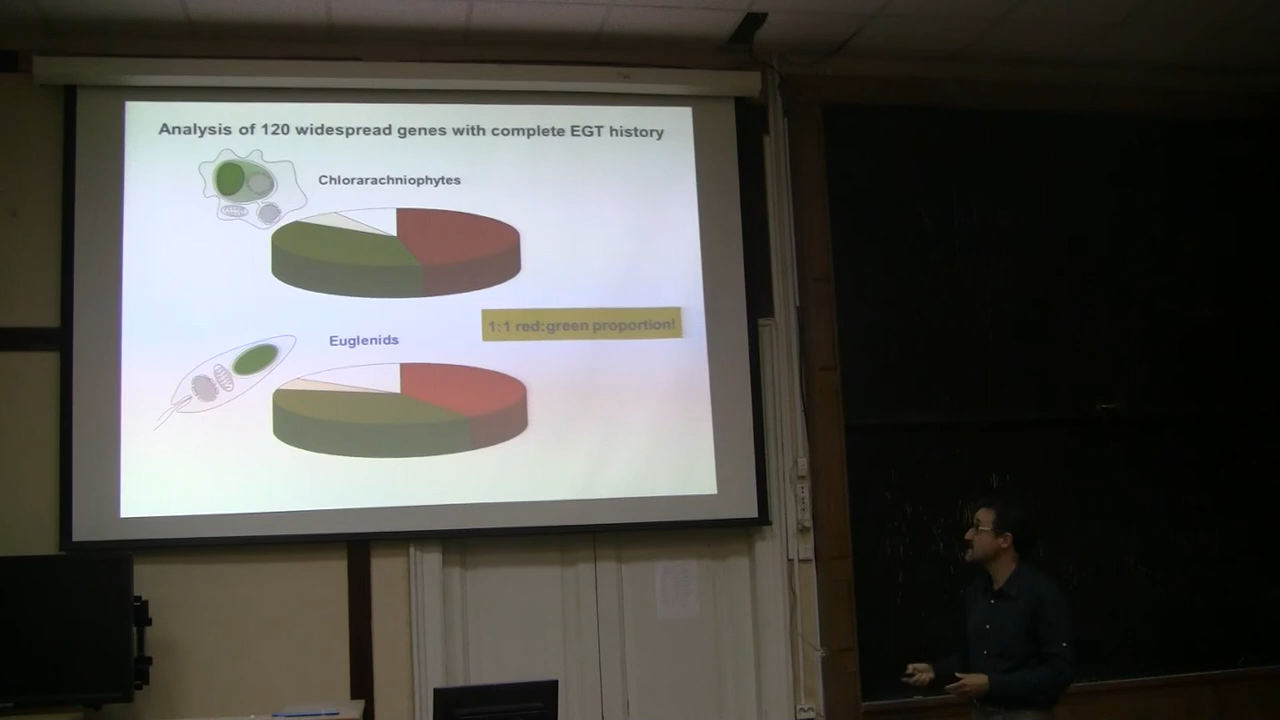 Analysis of 120 widespread genes with complete EGT history
Chlorarachniophytes
1:1 red:green proportion!
Euglenids